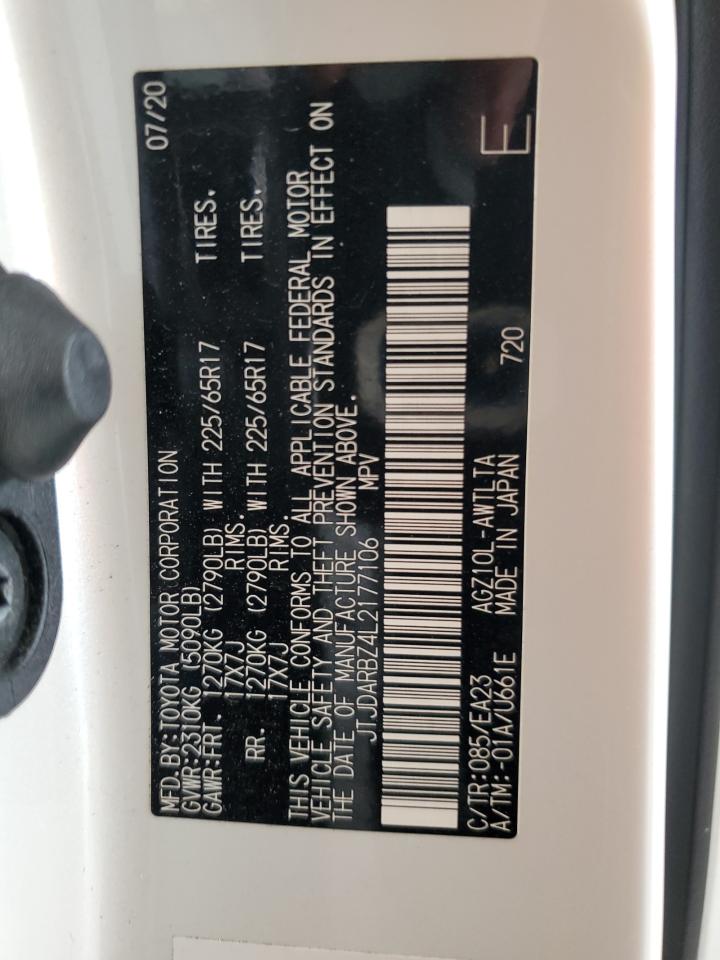 MFD.BY:TOYOTA MOTOR CORPORATION 07/20
GVWR:2310KG (5090LB)
GAWR:FRT. 1270KG (2790LB) WITH 225/65R17 TIRES.
17X7J RIMS.
RR. 1270KG (2790LB) WITH 225/65R17 TIRES.
17X7J RIMS.
THIS VEHICLE CONFORMS TO ALL APPLICABLE FEDERAL MOTOR
VEHICLE SAFETY AND THEFT PREVENTION STANDARDS IN EFFECT ON
THE DATE OF MANUFACTURE SHOWN ABOVE.
JTJDARBZ4L2177106 MPV
C/TR:085/EA23 AGZ10L-AWTLTA
A/TM:-01A/U661E MADE IN JAPAN 720 E